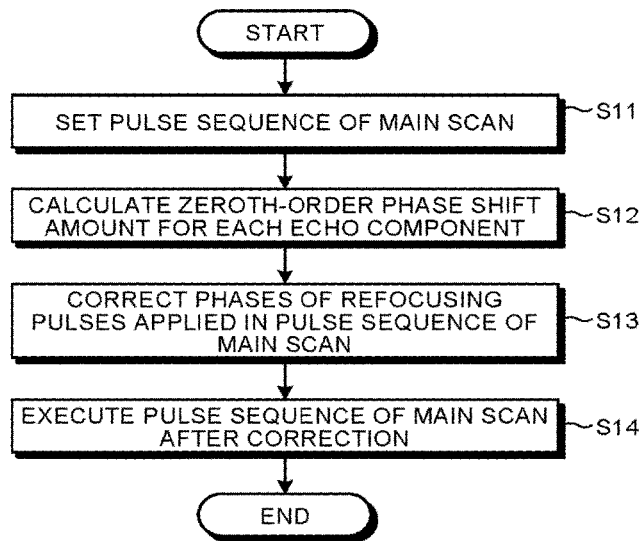 START
SET PULSE SEQUENCE OF MAIN SCAN
S11
CALCULATE ZEROTH-ORDER PHASE SHIFT
AMOUNT FOR EACH ECHO COMPONENT
S12
CORRECT PHASES OF REFOCUSING
PULSES APPLIED IN PULSE SEQUENCE OF
MAIN SCAN
S13
EXECUTE PULSE SEQUENCE OF MAIN SCAN
AFTER CORRECTION
S14
END